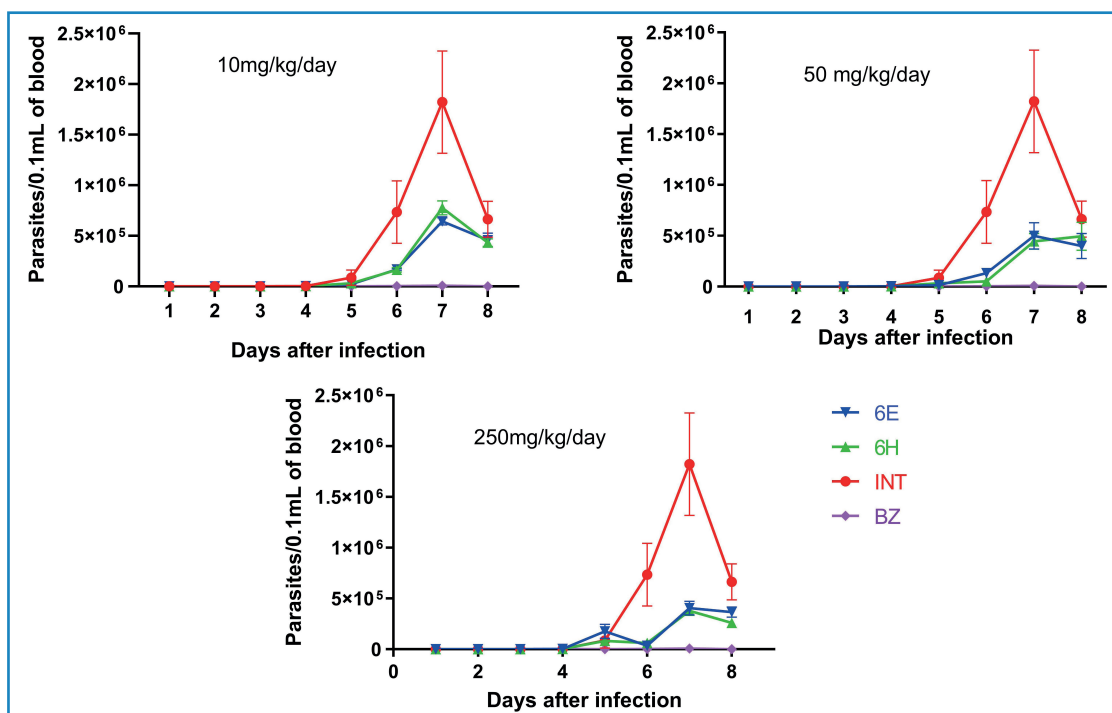 2.5×10⁶
2×10⁶
1.5×10⁶
1×10⁶
5×10⁵
0
Parasites/0.1mL of blood
10mg/kg/day
1 2 3 4 5 6 7 8
Days after infection
2.5×10⁶
2×10⁶
1.5×10⁶
1×10⁶
5×10⁵
0
Parasites/0.1mL of blood
50 mg/kg/day
1 2 3 4 5 6 7 8
Days after infection
2.5×10⁶
2×10⁶
1.5×10⁶
1×10⁶
5×10⁵
0
Parasites/0.1mL of blood
250mg/kg/day
0 2 4 6 8
Days after infection
6E
6H
INT
BZ